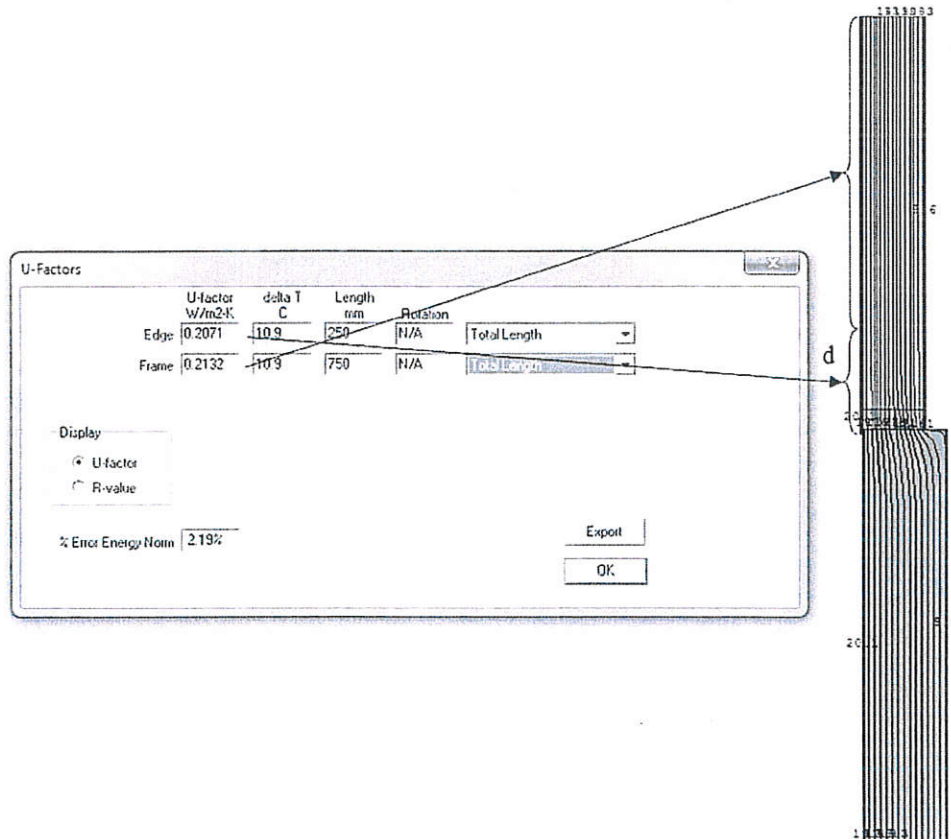 U-Factors
U-factor delta T Length
W/m2-K C mm Rotation
Edge 0.2071 10.9 250 N/A Total Length
Frame 0.2132 10.9 750 N/A Total Length
d
Display
U-factor
R-value
% Error Energy Norm 2.19%
Export
OK